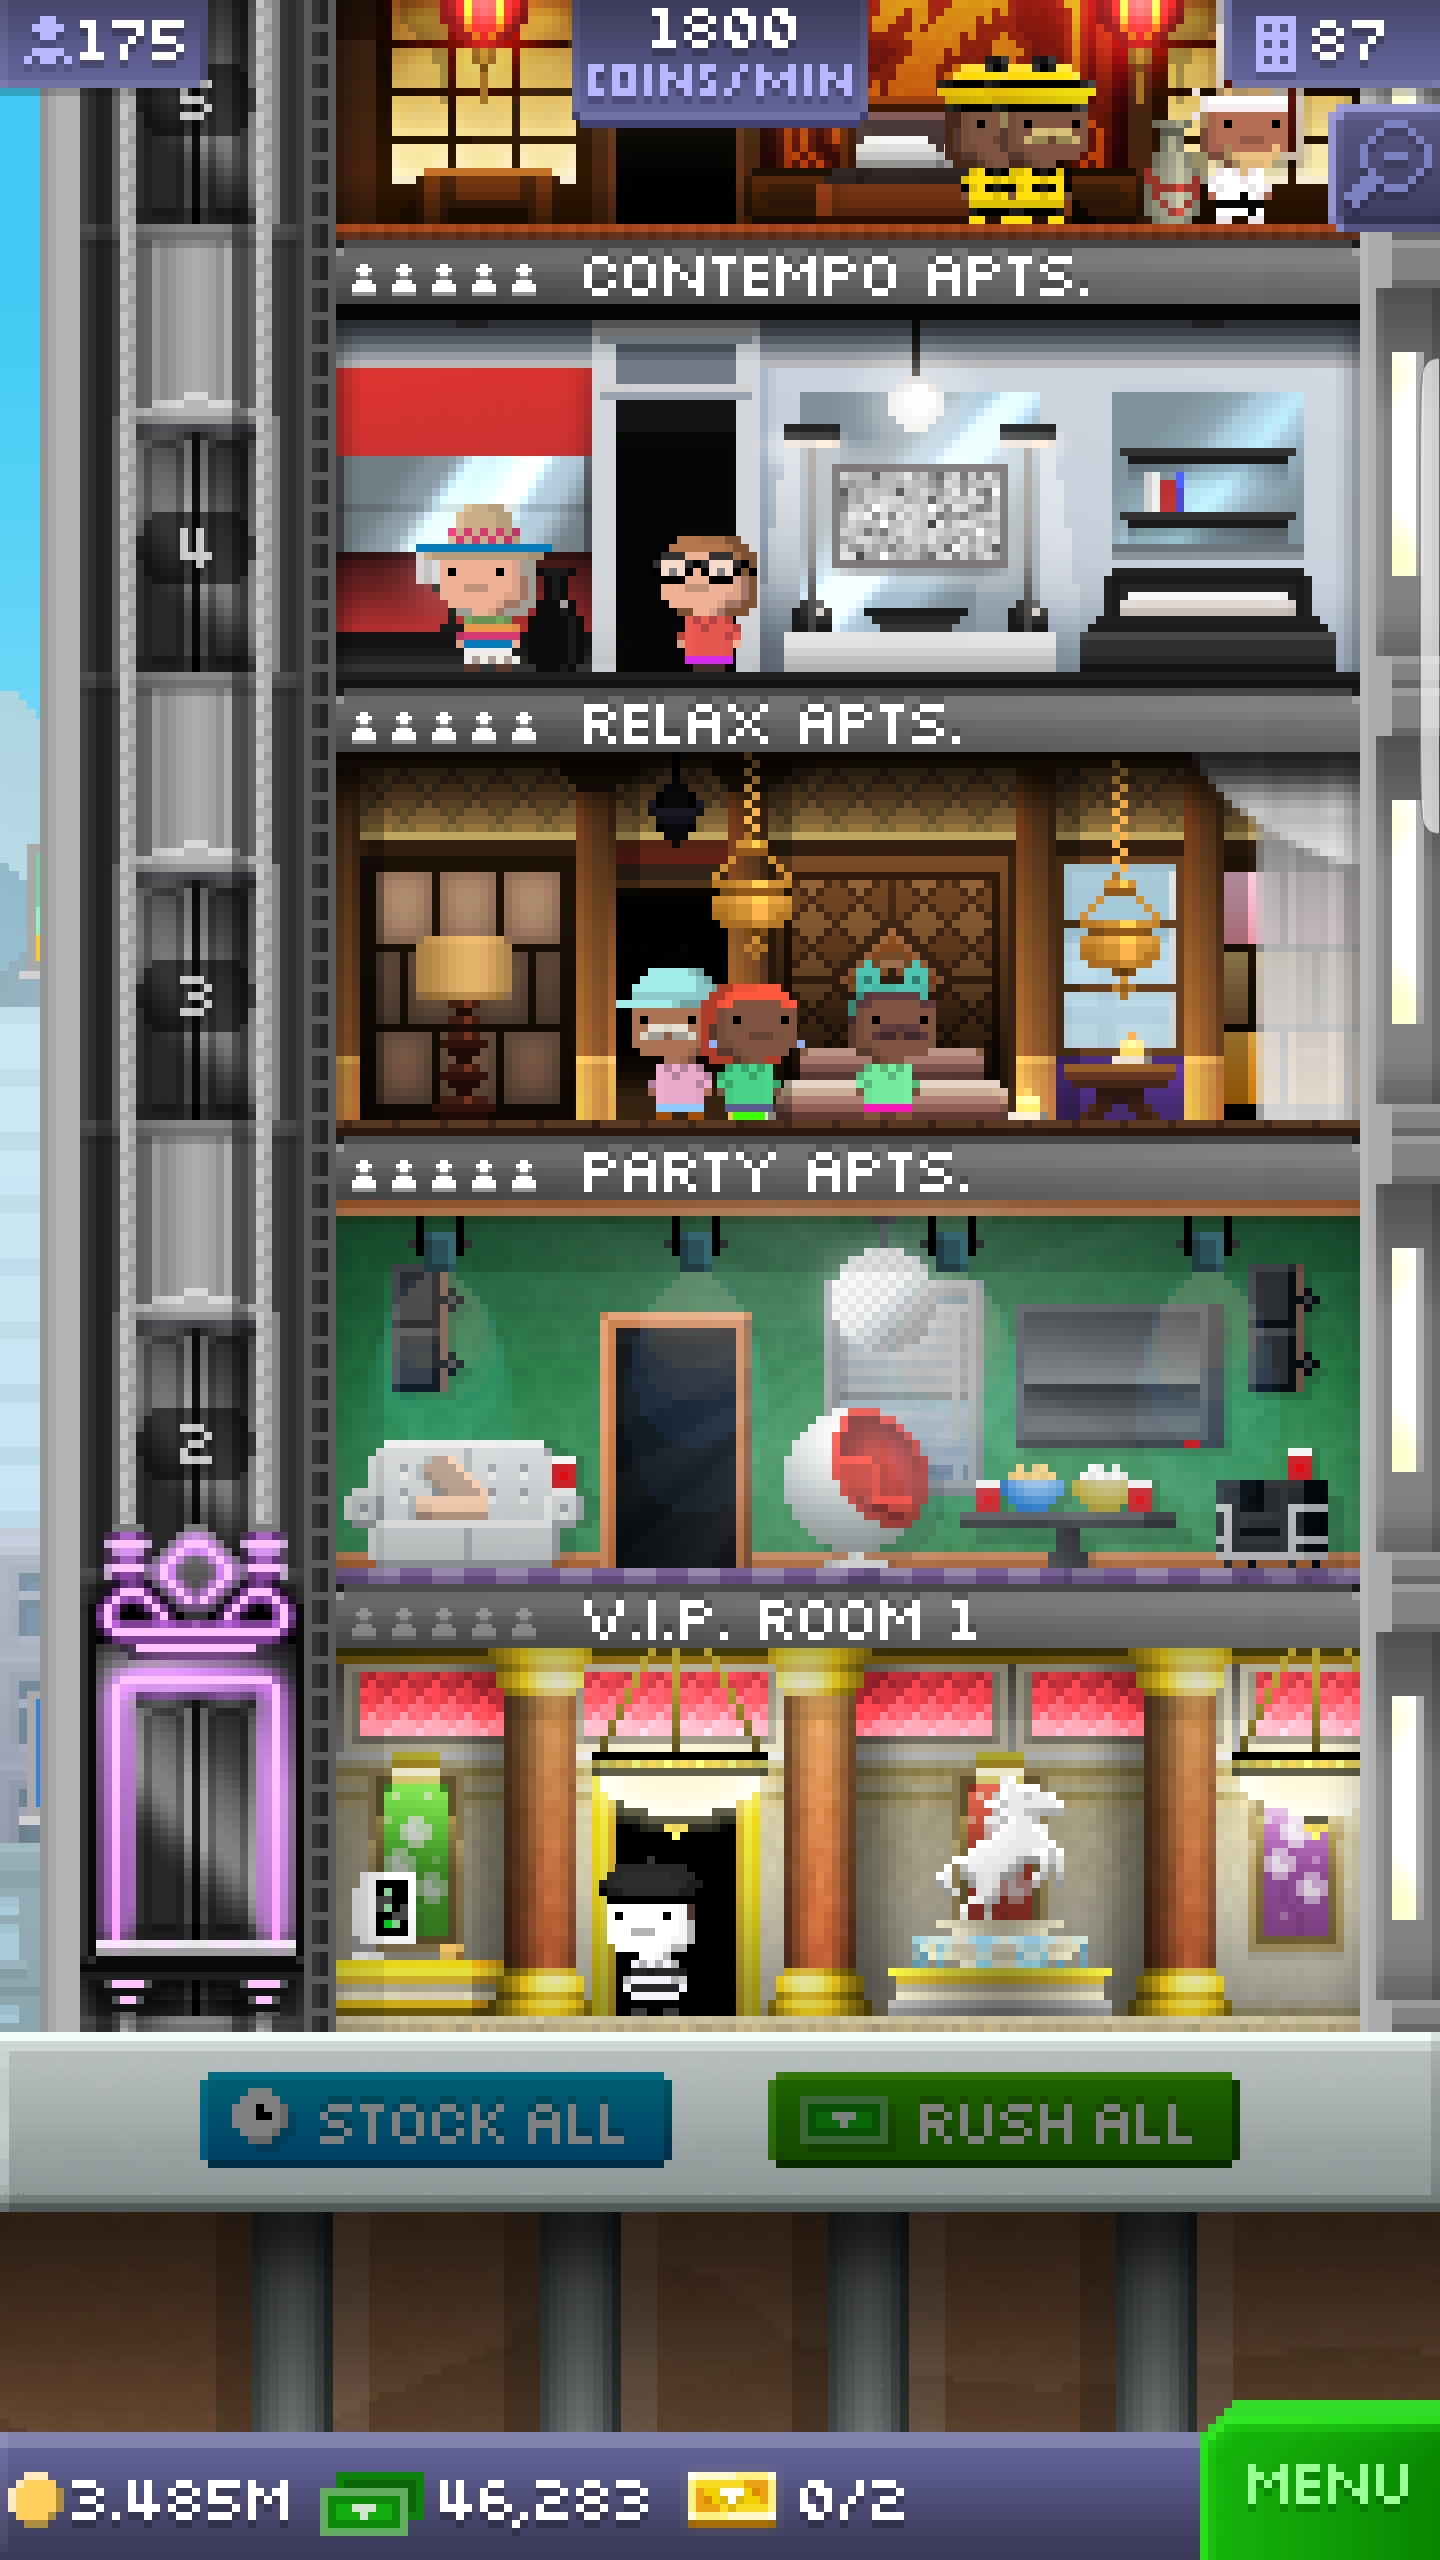 175
1800
COINS/MIN
87
5
CONTEMPO APTS.
4
RELAX APTS.
3
PARTY APTS.
2
V.I.P. ROOM 1
STOCK ALL
RUSH ALL
3.485M
46,283
0/2
MENU